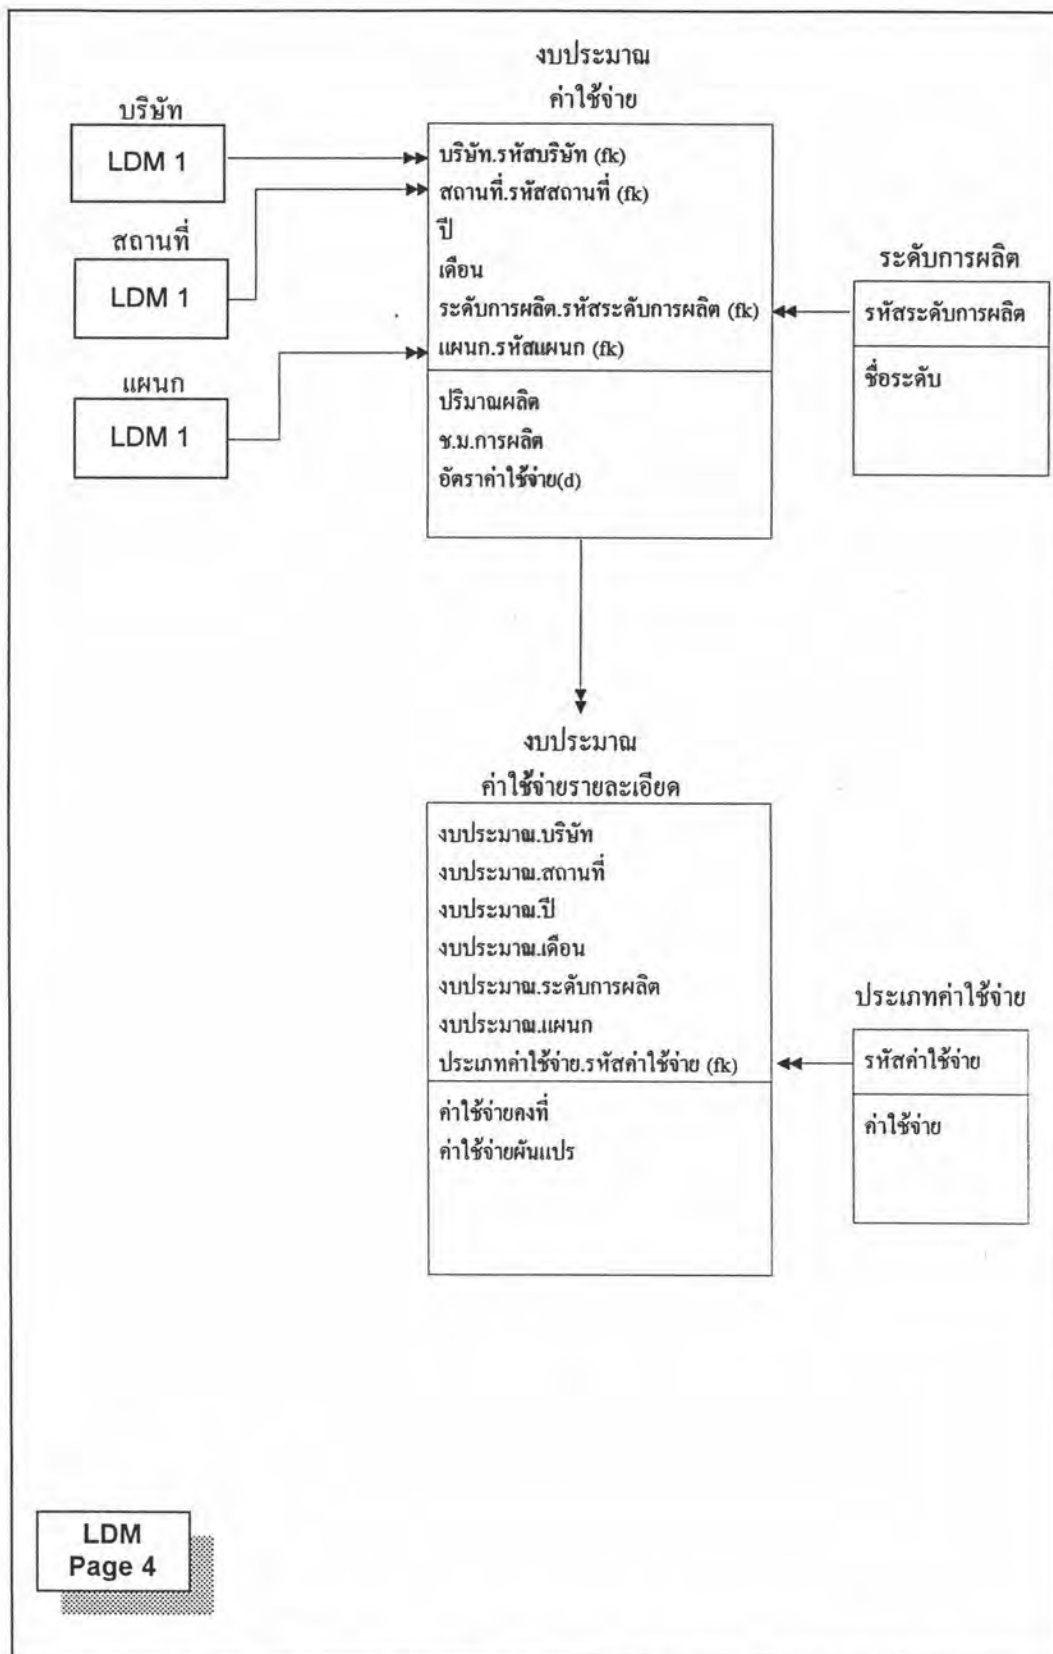 งบประมาณ
ค่าใช้จ่าย
บริษัท
LDM 1
สถานที่
LDM 1
แผนก
LDM 1
บริษัท.รหัสบริษัท (fk)
สถานที่.รหัสสถานที่ (fk)
ปี
เดือน
ระดับการผลิต.รหัสระดับการผลิต (fk)
แผนก.รหัสแผนก (fk)
ปริมาณผลิต
ช.ม.การผลิต
อัตราค่าใช้จ่าย(d)
ระดับการผลิต
รหัสระดับการผลิต
ชื่อระดับ
งบประมาณ
ค่าใช้จ่ายรายละเอียด
งบประมาณ.บริษัท
งบประมาณ.สถานที่
งบประมาณ.ปี
งบประมาณ.เดือน
งบประมาณ.ระดับการผลิต
งบประมาณ.แผนก
ประเภทค่าใช้จ่าย.รหัสค่าใช้จ่าย (fk)
ค่าใช้จ่ายคงที่
ค่าใช้จ่ายผันแปร
ประเภทค่าใช้จ่าย
รหัสค่าใช้จ่าย
ค่าใช้จ่าย
LDM
Page 4